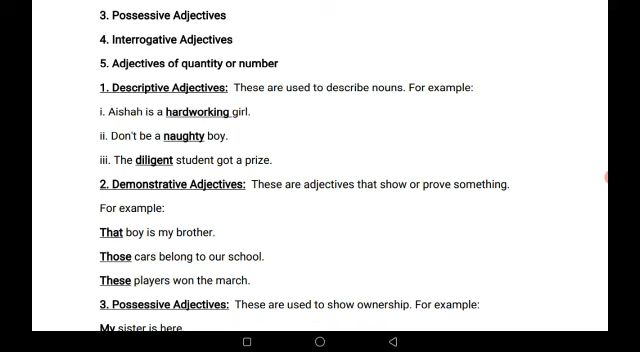 3. Possessive Adjectives
4. Interrogative Adjectives
5. Adjectives of quantity or number
1. Descriptive Adjectives: These are used to describe nouns. For example:
i. Aishah is a hardworking girl.
ii. Don't be a naughty boy.
iii. The diligent student got a prize.
2. Demonstrative Adjectives: These are adjectives that show or prove something.
For example:
That boy is my brother.
Those cars belong to our school.
These players won the march.
3. Possessive Adjectives: These are used to show ownership. For example:
My sister is here.